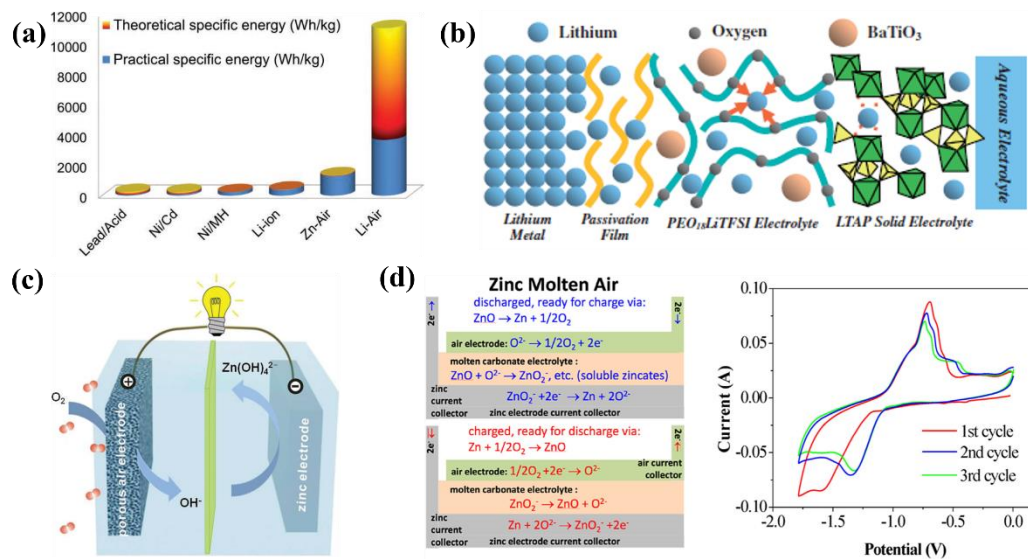 (a)
Theoretical specific energy (Wh/kg)
Practical specific energy (Wh/kg)
12000
10000
8000
6000
4000
2000
0
Lead/Acid
Ni/Cd
Ni/MH
Li-ion
Zn-Air
Li-Air
(b)
Lithium
Oxygen
BaTiO₃
Lithium
Metal
Passivation
Film
PEO₁₈LiTFSI Electrolyte
LTAP Solid Electrolyte
Aqueous Electrolyte
(c)
O₂
porous air electrode
+
OH⁻
Zn(OH)₄²⁻
−
zinc electrode
(d)
Zinc Molten Air
2e⁻→
discharged, ready for charge via:
ZnO → Zn + 1/2O₂
2e⁻→
air electrode: O²⁻ → 1/2O₂ + 2e⁻
molten carbonate electrolyte :
ZnO + O²⁻ → ZnO₂⁻, etc. (soluble zincates)
zinc
current
collector
ZnO₂⁻ +2e⁻ → Zn + 2O²⁻
zinc electrode current collector
2e⁻←
charged, ready for discharge via:
Zn + 1/2O₂ → ZnO
2e⁻→
air electrode: 1/2O₂ +2e⁻ → O²⁻
air current
collector
molten carbonate electrolyte :
ZnO₂⁻ → ZnO + O²⁻
zinc
current
collector
Zn + 2O²⁻ → ZnO₂⁻ +2e⁻
zinc electrode current collector
Current (A)
0.10
0.05
0.00
0.05
0.10
1st cycle
2nd cycle
3rd cycle
-2.0
-1.5
-1.0
-0.5
0.0
Potential (V)